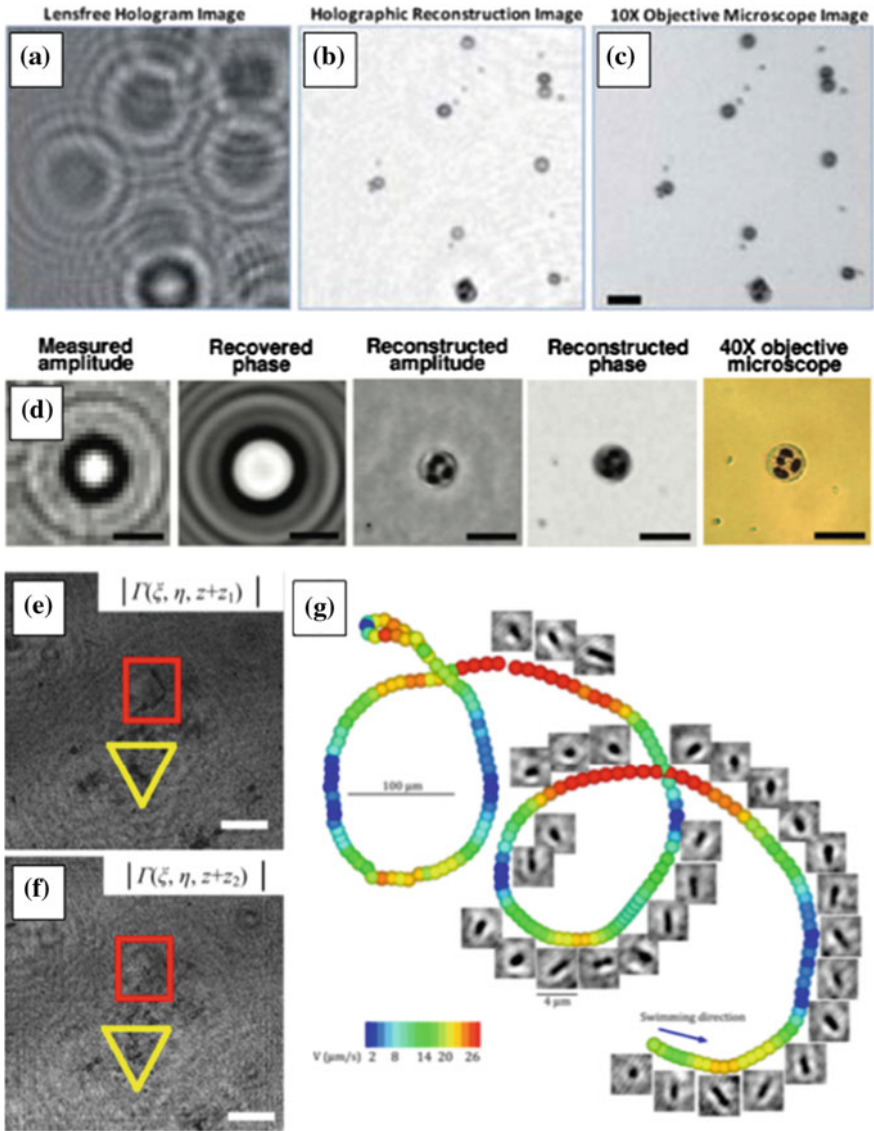 Lensfree Hologram Image
Holographic Reconstruction Image
10X Objective Microscope Image
(a)
(b)
(c)
Measured amplitude
Recovered phase
Reconstructed amplitude
Reconstructed phase
40X objective microscope
(d)
(e)
| Γ(ξ, η, z+z₁) |
(f)
| Γ(ξ, η, z+z₂) |
(g)
100 µm
4 µm
Swimming direction
V (µm/s) 2 8 14 20 26